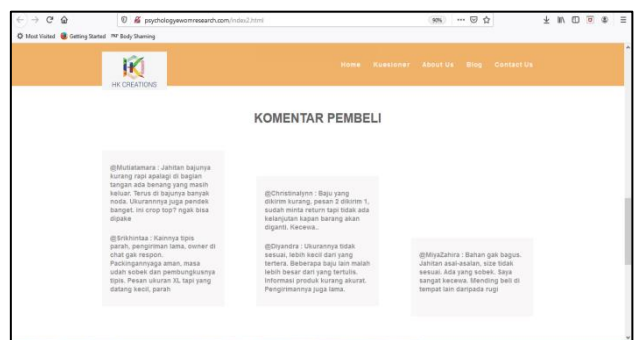 psychologyewomresearch.com/index2.html
90%
Most Visited Getting Started Body Shaming
HK CREATIONS
Home Kuesioner About Us Blog Contact Us
KOMENTAR PEMBELI
@Mutiatamara : Jahitan bajunya
kurang rapi apalagi di bagian
tangan ada benang yang masih
keluar. Terus di bajunya banyak
noda. Ukurannnya juga pendek
banget. ini crop top? ngak bisa
dipake
@Srikhintaa : Kainnya tipis
parah, pengiriman lama, owner di
chat gak respon.
Packingannyaga aman, masa
udah sobek dan pembungkusnya
tipis. Pesan ukuran XL tapi yang
datang kecil, parah
@Christinalynn : Baju yang
dikirim kurang, pesan 2 dikirim 1,
sudah minta return tapi tidak ada
kelanjutan kapan barang akan
diganti. Kecewa..
@Diyandra : Ukurannya tidak
sesuai, lebih kecil dari yang
tertera. Beberapa baju lain malah
lebih besar dari yang tertulis.
Informasi produk kurang akurat.
Pengirimannya juga lama.
@MiyaZahira : Bahan gak bagus.
Jahitan asal-asalan, size tidak
sesuai. Ada yang sobek. Saya
sangat kecewa. Mending beli di
tempat lain daripada rugi